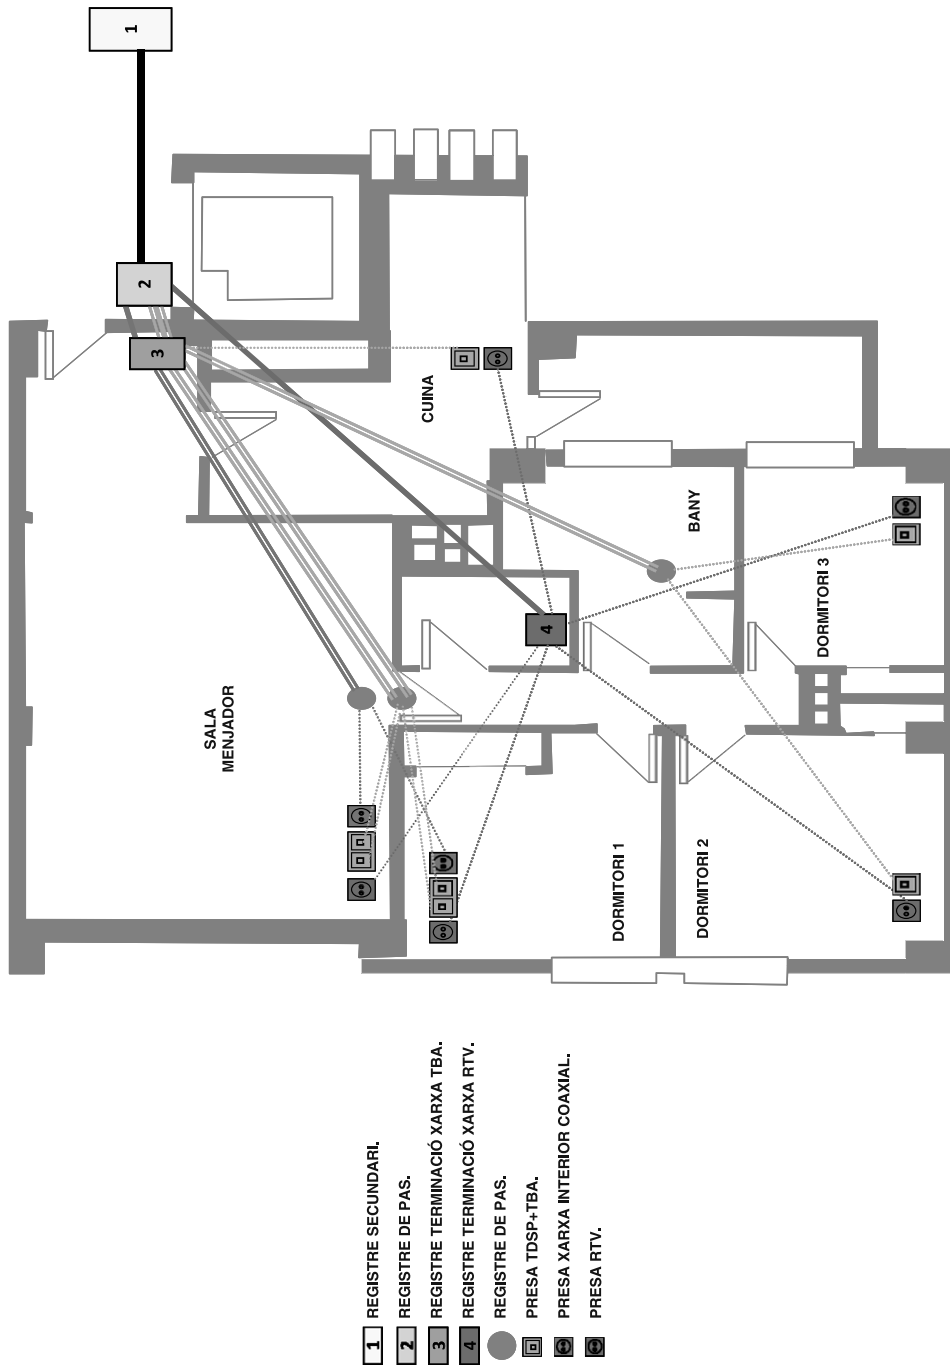 1
2
3
4
SALA
MENJADOR
CUINA
BANY
DORMITORI 3
DORMITORI 1
DORMITORI 2
1 REGISTRE SECUNDARI.
2 REGISTRE DE PAS.
3 REGISTRE TERMINACIÓ XARXA TBA.
4 REGISTRE TERMINACIÓ XARXA RTV.
REGISTRE DE PAS.
PRESA TDSP+TBA.
PRESA XARXA INTERIOR COAXIAL.
PRESA RTV.